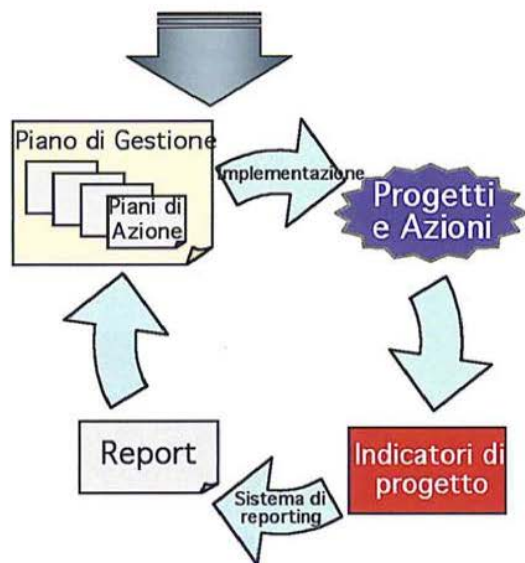 Piano di Gestione
Piani di
Azione
Implementazione
Progetti
e Azioni
Indicatori di
progetto
Sistema di
reporting
Report